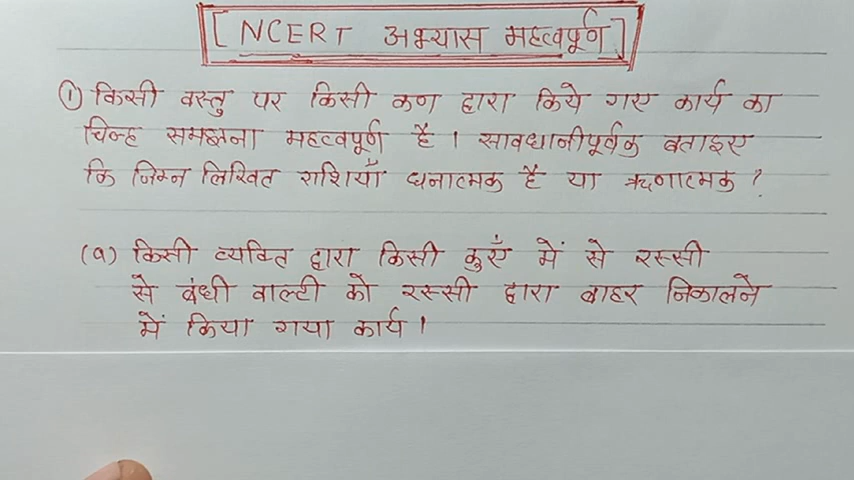 [NCERT अभ्यास महत्वपूर्ण]
① किसी वस्तु पर किसी कण द्वारा किये गए कार्य का
चिन्ह समझना महत्वपूर्ण है । सावधानीपूर्वक बताइए
कि निम्न लिखित राशियाँ धनात्मक है या ऋणात्मक ?
(a) किसी व्यक्ति द्वारा किसी कुएँ में से रस्सी
से बंधी वाल्टी को रस्सी द्वारा बाहर निकालने
में किया गया कार्य ।